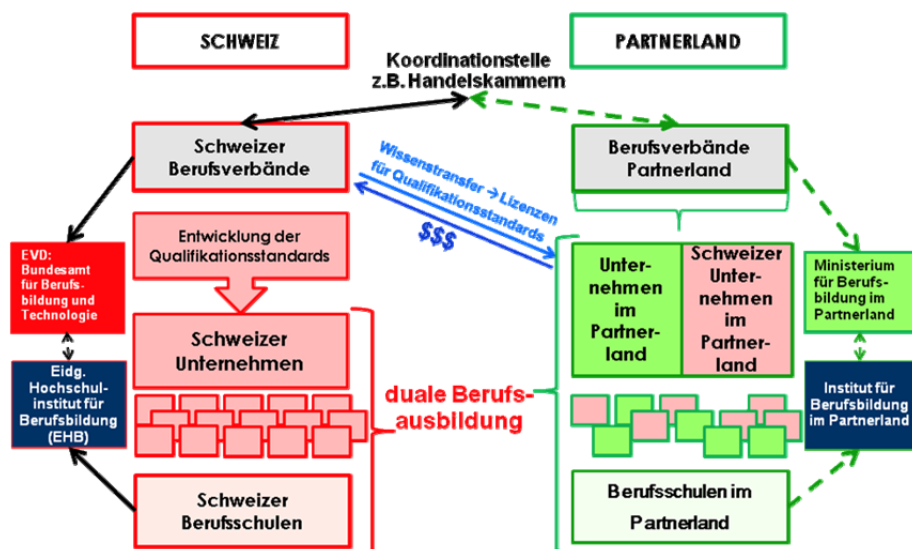 SCHWEIZ
PARTNERLAND
Koordinationstelle
z.B. Handelskammern
Schweizer
Berufsverbände
Berufsverbände
Partnerland
Wissenstransfer → Lizenzen
für Qualifikationsstandards
$$$
Entwicklung der
Qualifikationsstandards
EVD:
Bundesamt
für Berufs-
bildung und
Technologie
Schweizer
Unternehmen
Unter-
nehmen
im
Partner-
land
Schweizer
Unter-
nehmen
im
Partner-
land
Ministerium
für Berufs-
bildung im
Partnerland
Eidg.
Hochschul-
institut für
Berufsbildung
(EHB)
duale Berufs-
ausbildung
Institut für
Berufsbildung
im Partnerland
Schweizer
Berufsschulen
Berufsschulen im
Partnerland